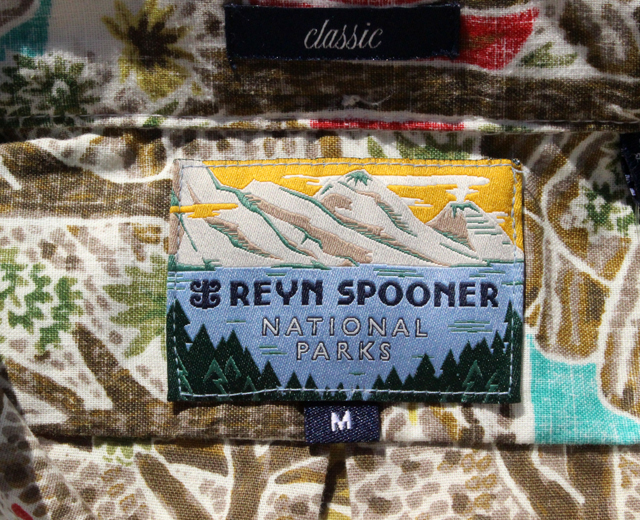 classic
REYN SPOONER
NATIONAL
PARKS
M